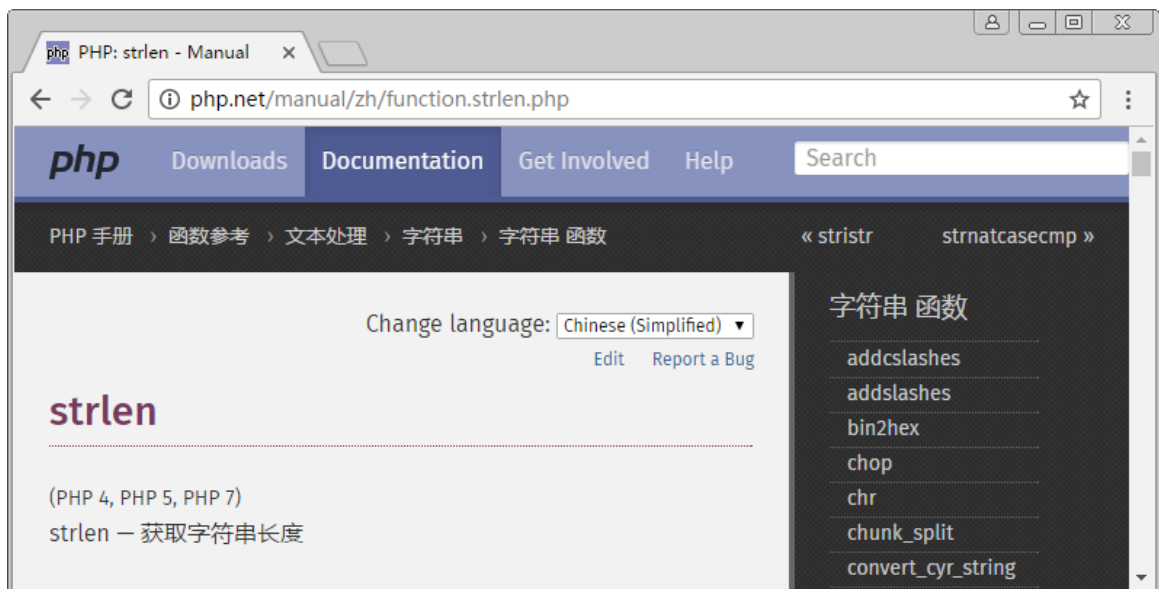 PHP: strlen - Manual
php.net/manual/zh/function.strlen.php
php Downloads Documentation Get Involved Help Search
PHP 手册 › 函数参考 › 文本处理 › 字符串 › 字符串 函数 « stristr strnatcasecmp »
Change language: Chinese (Simplified)
Edit Report a Bug
strlen
(PHP 4, PHP 5, PHP 7)
strlen — 获取字符串长度
字符串 函数
addcslashes
addslashes
bin2hex
chop
chr
chunk_split
convert_cyr_string